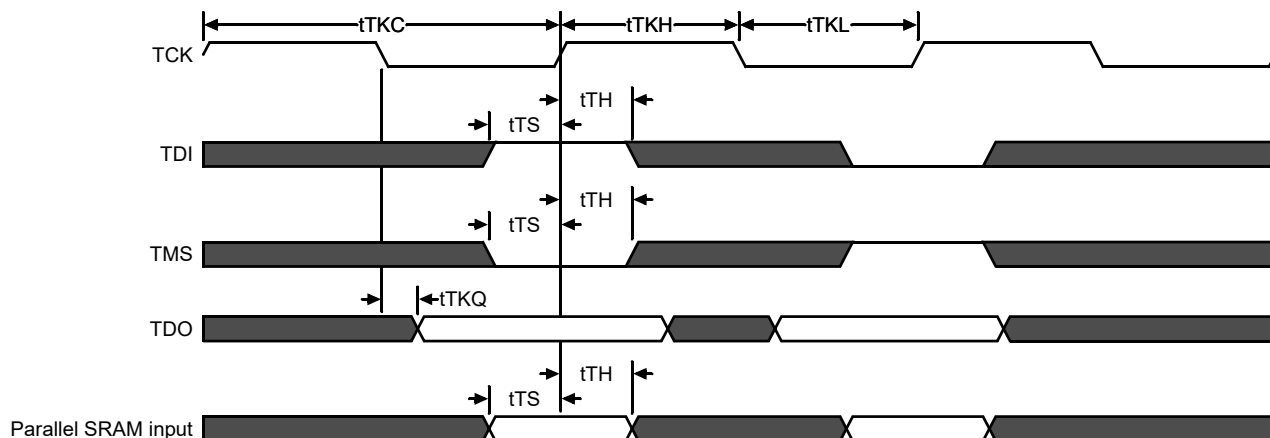 tTKC
tTKH
tTKL
TCK
tTH
tTS
TDI
tTH
tTS
TMS
tTKQ
TDO
tTH
tTS
Parallel SRAM input